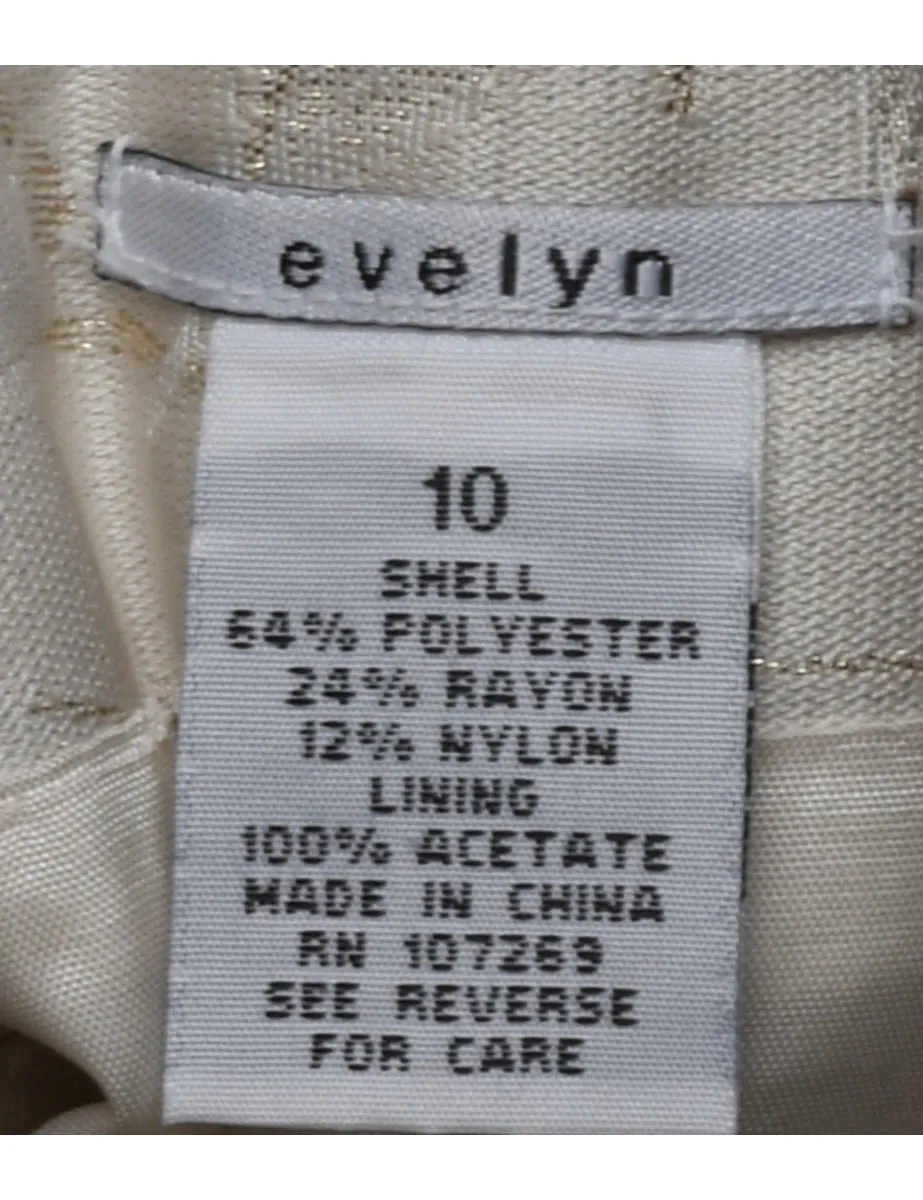 evelyn
10
SHELL
64% POLYESTER
24% RAYON
12% NYLON
LINING
100% ACETATE
MADE IN CHINA
RN 107269
SEE REVERSE
FOR CARE